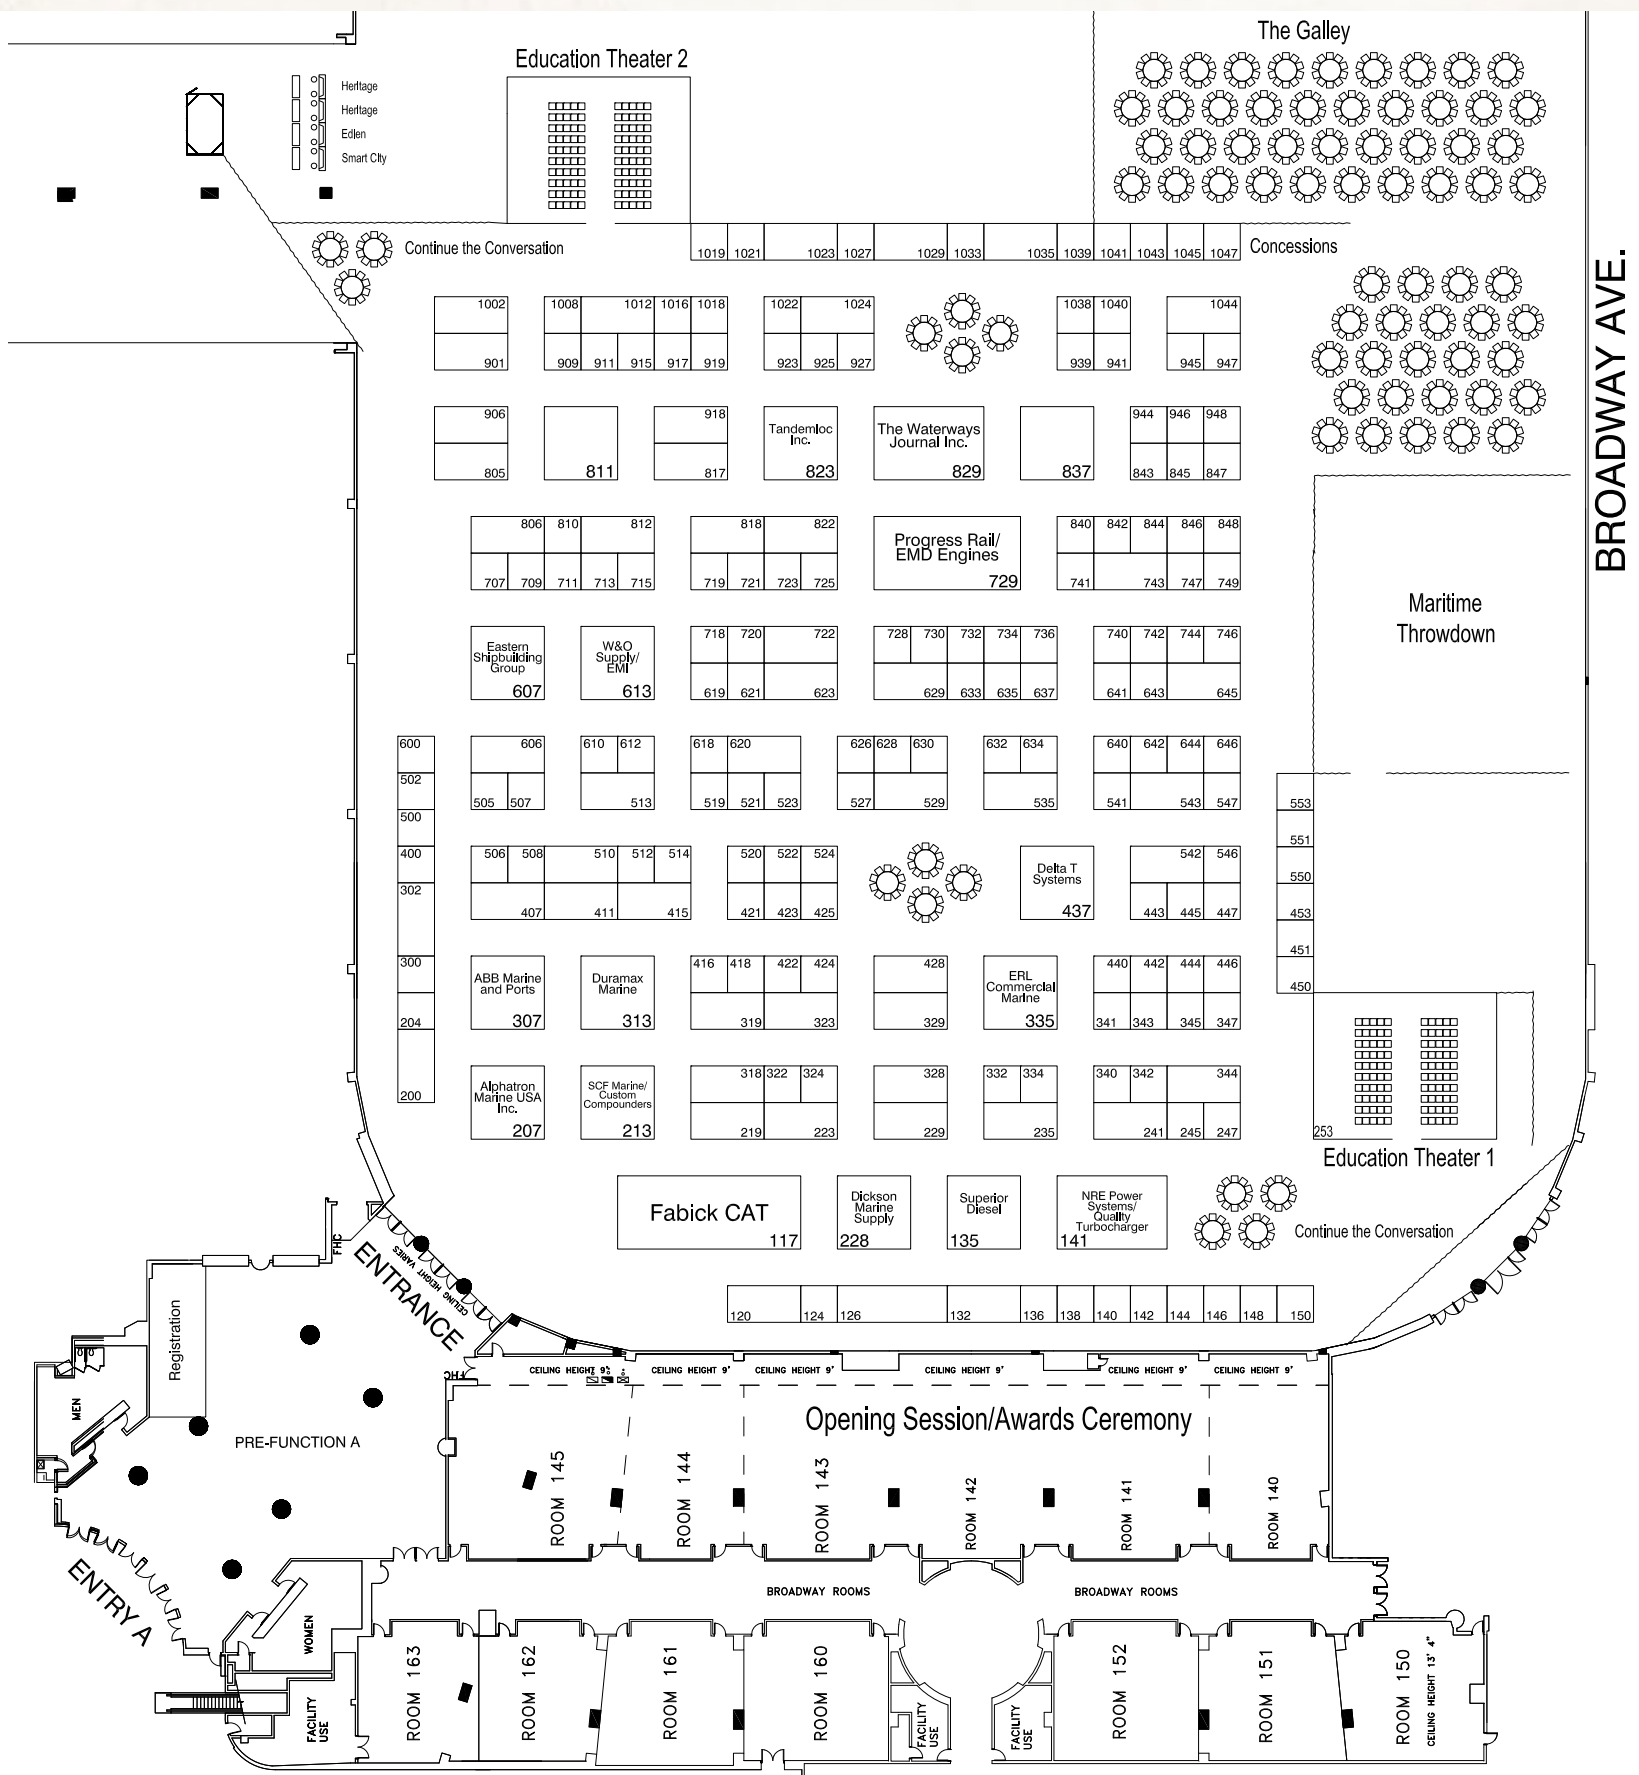 The Galley
Education Theater 2
Heritage
Heritage
Edlen
Smart City
BROADWAY AVE.
Continue the Conversation
1019 1021 1023 1027 1029 1033 1035 1039 1041 1043 1045 1047
Concessions
1002 1008 1012 1016 1018 1022 1024 1038 1040 1044
901 909 911 915 917 919 923 925 927 939 941 945 947
906 918 944 946 948
Tandemloc
Inc.
823
The Waterways
Journal Inc.
829
805 811 817 837 843 845 847
806 810 812 818 822 840 842 844 846 848
Progress Rail/
EMD Engines
729
707 709 711 713 715 719 721 723 725 741 743 747 749
Maritime
Throwdown
Eastern
Shipbuilding
Group
607
W&O
Supply/
EMI
613
718 720 722 728 730 732 734 736 740 742 744 746
619 621 623 629 633 635 637 641 643 645
600 606 610 612 618 620 626 628 630 632 634 640 642 644 646
502 505 507 513 519 521 523 527 529 535 541 543 547 553
500 551
400 506 508 510 512 514 520 522 524 542 546 550
Delta T
Systems
437
302 407 411 415 421 423 425 443 445 447 453
451
300 416 418 422 424 428 440 442 444 446 450
ABB Marine
and Ports
307
Duramax
Marine
313
ERL
Commercial
Marine
335
204 319 323 329 341 343 345 347
200 318 322 324 328 332 334 340 342 344
Alphatron
Marine USA
Inc.
207
SCF Marine/
Custom
Compounders
213
219 223 229 235 241 245 247 253
Education Theater 1
Fabick CAT
117
Dickson
Marine
Supply
228
Superior
Diesel
135
NRE Power
Systems/
Quality
Turbocharger
141
Continue the Conversation
120 124 126 132 136 138 140 142 144 146 148 150
FHC
CEILING HEIGHT VARIES
ENTRANCE
Registration
FHC
MEN
PRE-FUNCTION A
CEILING HEIGHT 9' CEILING HEIGHT 9' CEILING HEIGHT 9' CEILING HEIGHT 9' CEILING HEIGHT 9' CEILING HEIGHT 9'
Opening Session/Awards Ceremony
ROOM 145
ROOM 144
ROOM 143
ROOM 142
ROOM 141
ROOM 140
ENTRY A
BROADWAY ROOMS BROADWAY ROOMS
WOMEN
FACILITY
USE
ROOM 163
ROOM 162
ROOM 161
ROOM 160
FACILITY
USE
FACILITY
USE
ROOM 152
ROOM 151
ROOM 150
CEILING HEIGHT 13' 4"